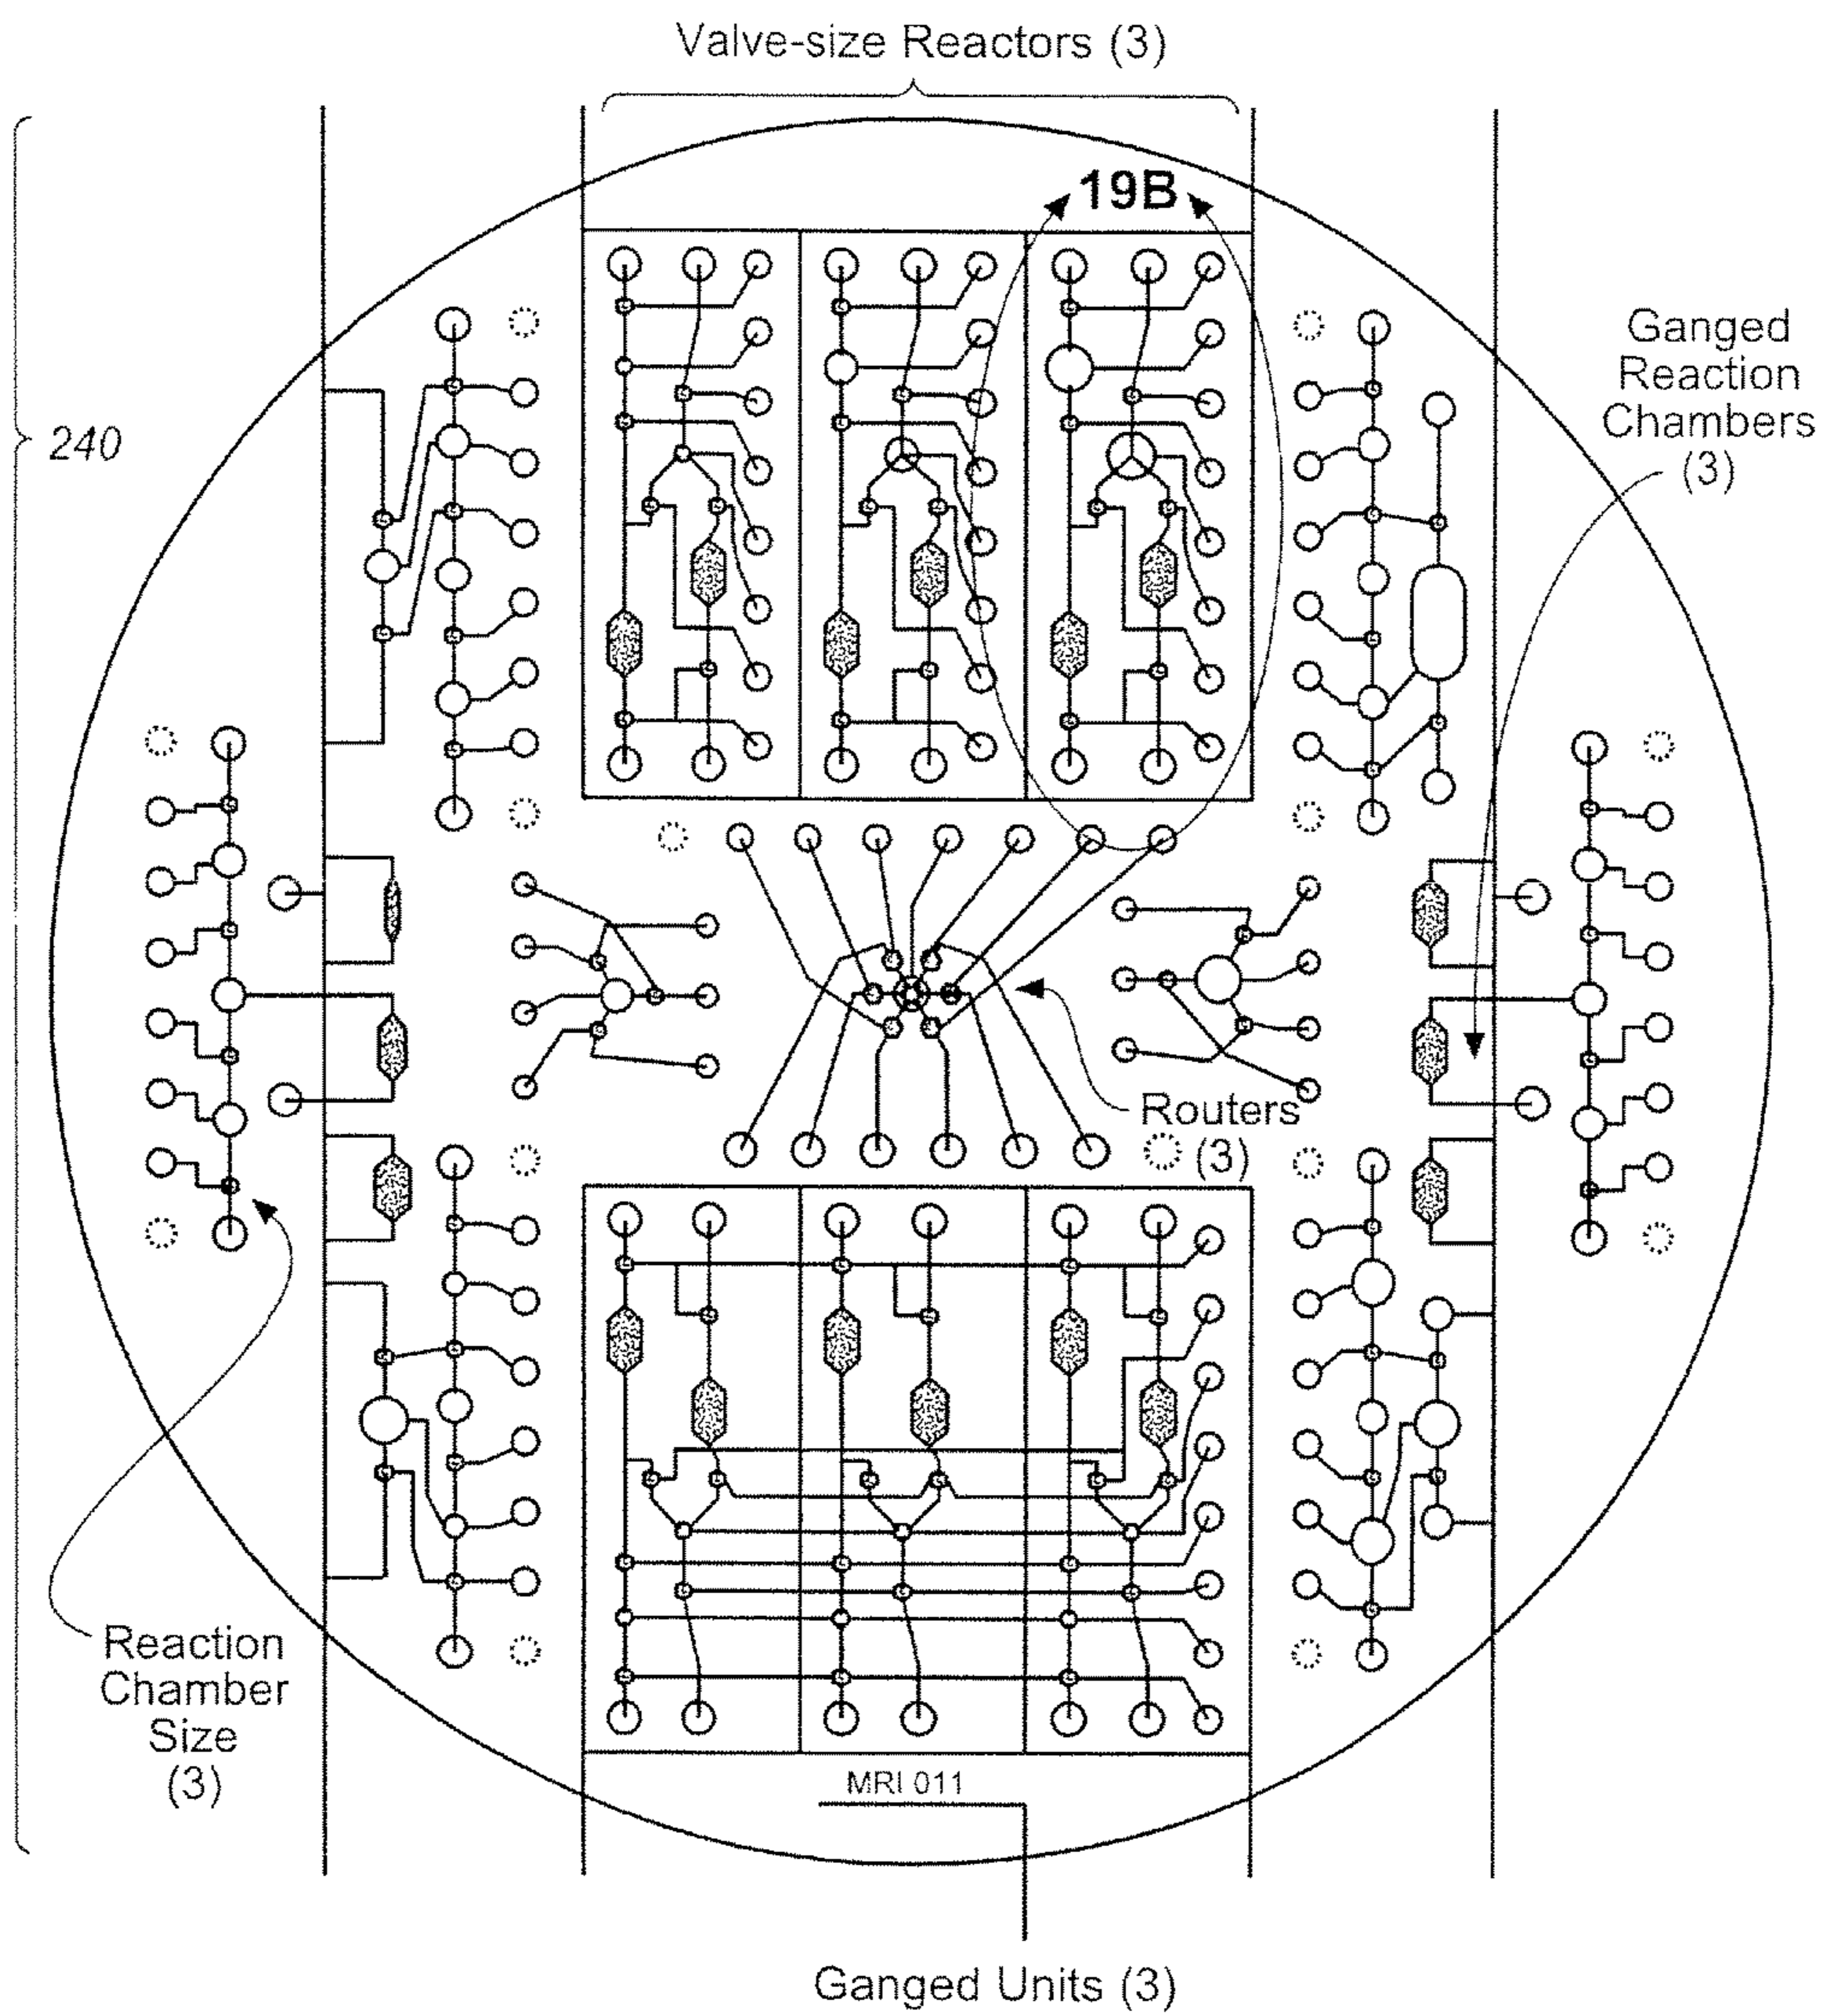 Valve-size Reactors (3)
19B
240
Ganged
Reaction
Chambers
(3)
Routers
(3)
Reaction
Chamber
Size
(3)
MRI 011
Ganged Units (3)